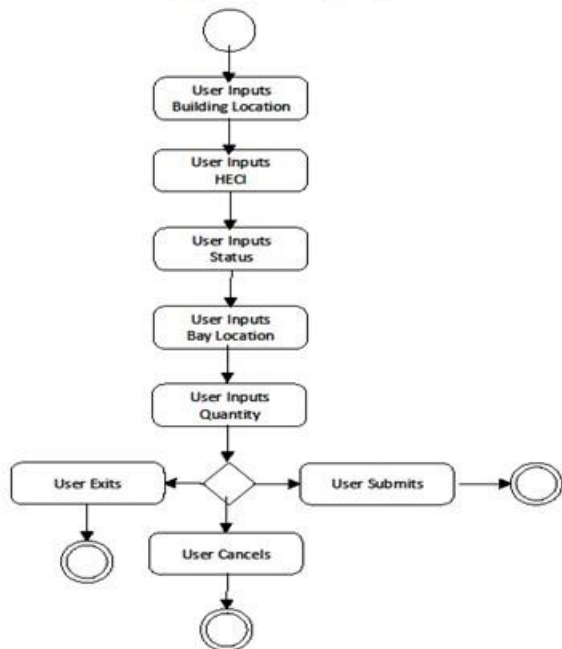 User Inputs
Building Location
User Inputs
HECI
User Inputs
Status
User Inputs
Bay Location
User Inputs
Quantity
User Exits
User Submits
User Cancels